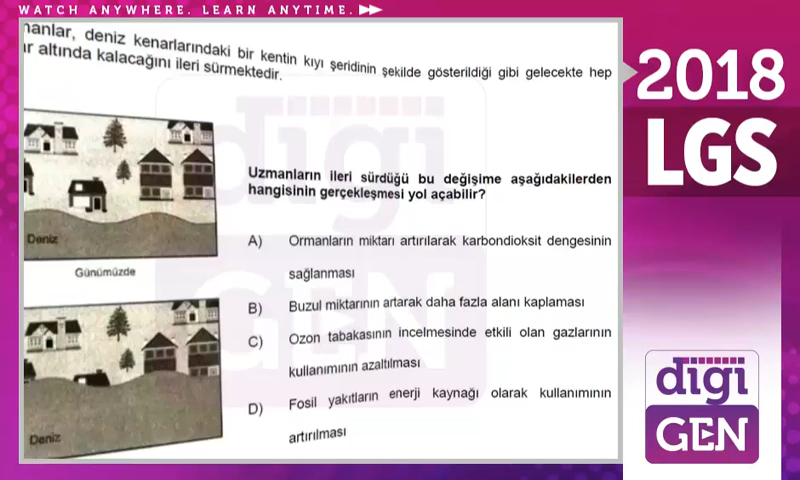 WATCH ANYWHERE. LEARN ANYTIME.
deniz kenarlarındaki bir kentin kıyı şeridinin şekilde gösterildiği gibi gelecekte hep
altında kalacağını ileri sürmektedir.
2018
LGS
Uzmanların ileri sürdüğü bu değişime aşağıdakilerden
hangisinin gerçekleşmesi yol açabilir?
Deniz
Günümüzde
A) Ormanların miktarı artırılarak karbondioksit dengesinin
sağlanması
B) Buzul miktarının artarak daha fazla alanı kaplaması
C) Ozon tabakasının incelmesinde etkili olan gazlarının
kullanımının azaltılması
D) Fosil yakıtların enerji kaynağı olarak kullanımının
artırılması
Deniz
digi
GEN
digi
GEN